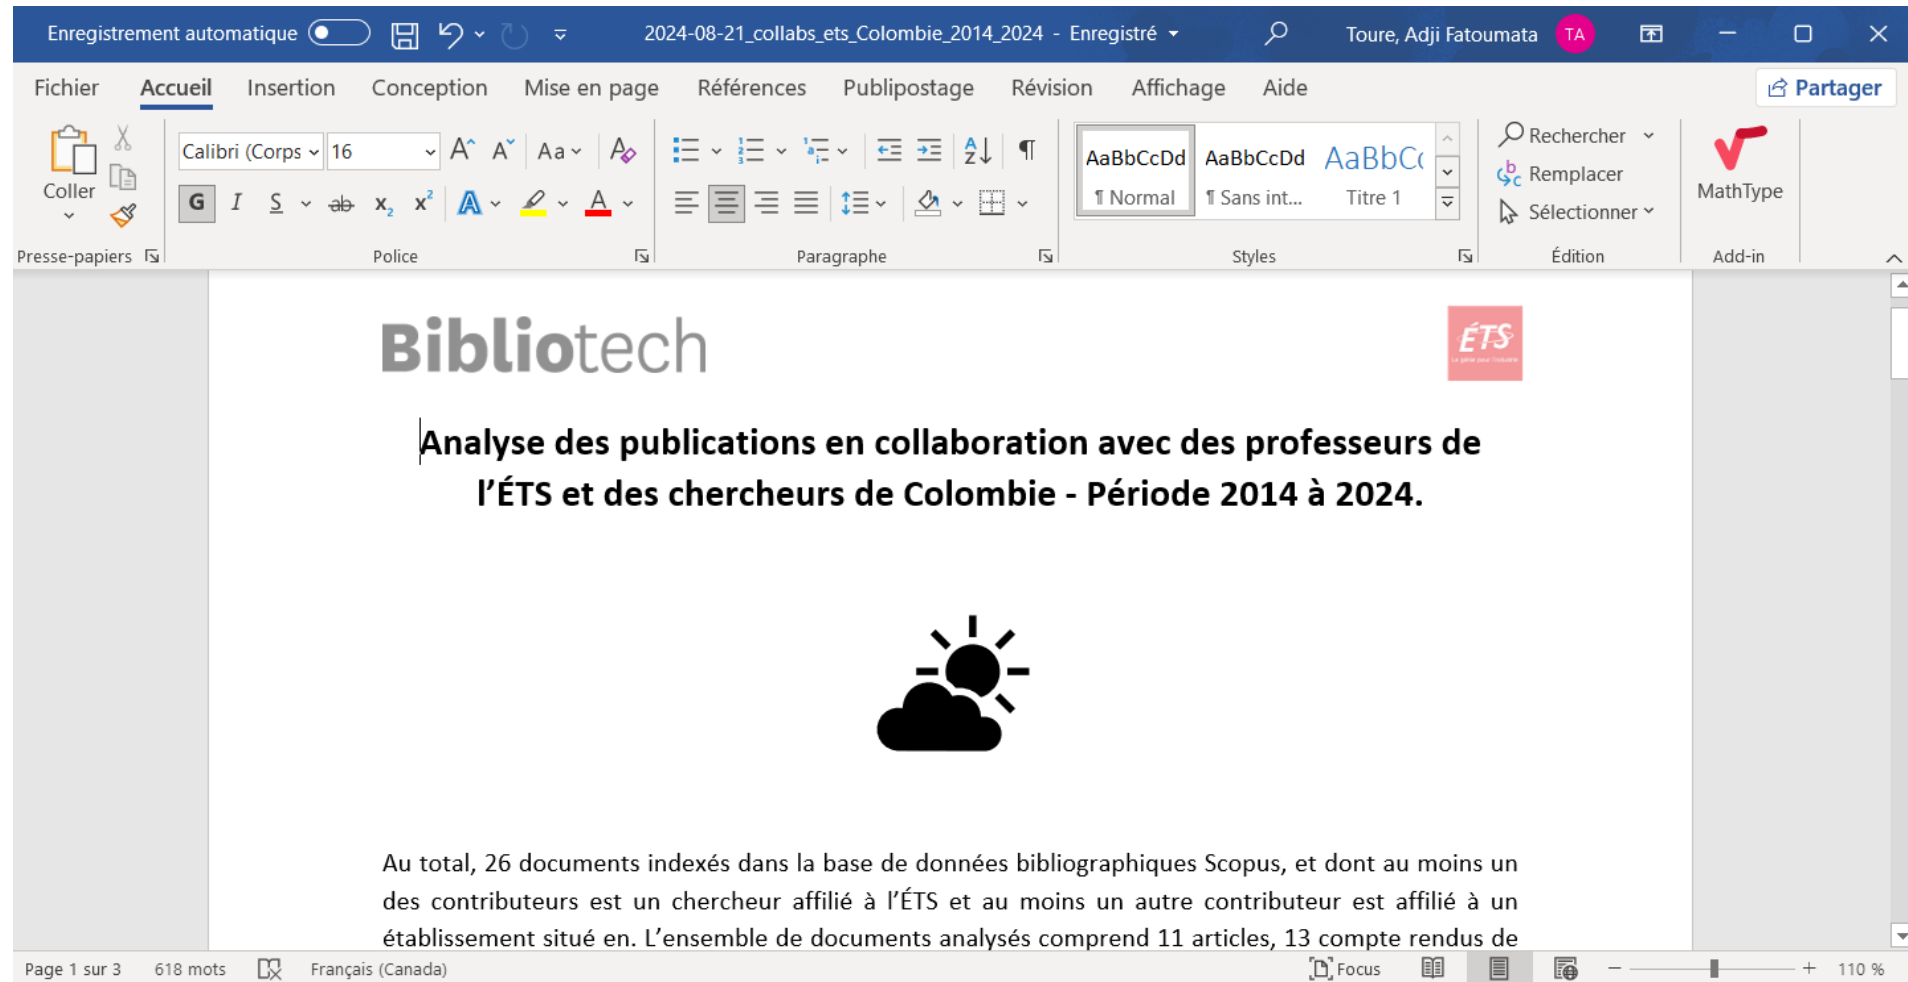 Enregistrement automatique
2024-08-21_collabs_ets_Colombie_2014_2024 - Enregistré
Toure, Adji Fatoumata
TA
Fichier Accueil Insertion Conception Mise en page Références Publipostage Révision Affichage Aide
Partager
Coller
Presse-papiers
Calibri (Corps 16
A^ Aˇ Aa A
G I S ab x₂ x² A A
Police
Paragraphe
AaBbCcDd AaBbCcDd AaBbC
¶ Normal ¶ Sans int... Titre 1
Styles
Rechercher
Remplacer
Sélectionner
Édition
MathType
Add-in
Bibliotech
ÉTS
Analyse des publications en collaboration avec des professeurs de
l’ÉTS et des chercheurs de Colombie - Période 2014 à 2024.
Au total, 26 documents indexés dans la base de données bibliographiques Scopus, et dont au moins un
des contributeurs est un chercheur affilié à l’ÉTS et au moins un autre contributeur est affilié à un
établissement situé en. L’ensemble de documents analysés comprend 11 articles, 13 compte rendus de
Page 1 sur 3 618 mots Français (Canada) Focus 110 %